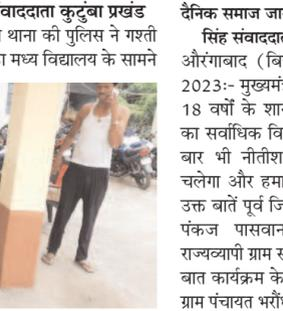 वाददाता कुटुंबा प्रखंड
थाना की पुलिस ने गश्ती
मध्य विद्यालय के सामने
दैनिक समाज जा
सिंह संवाददा
औरंगाबाद (बि
2023ः- मुख्यमं
18 वर्षों के शा
का सर्वाधिक वि
बार भी नीतीश
चलेगा और हमा
उक्त बातें पूर्व जि
पंकज पासवान
राज्यव्यापी ग्राम स
बात कार्यक्रम के
ग्राम पंचायत भरौं